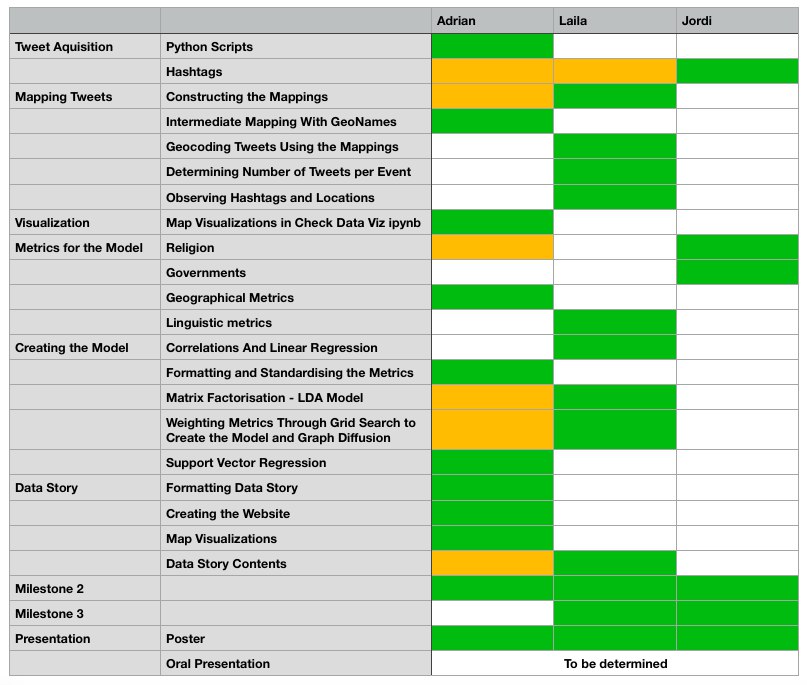 Adrian Laila Jordi
Tweet Aquisition Python Scripts
Hashtags
Mapping Tweets Constructing the Mappings
Intermediate Mapping With GeoNames
Geocoding Tweets Using the Mappings
Determining Number of Tweets per Event
Observing Hashtags and Locations
Visualization Map Visualizations in Check Data Viz ipynb
Metrics for the Model Religion
Governments
Geographical Metrics
Linguistic metrics
Creating the Model Correlations And Linear Regression
Formatting and Standardising the Metrics
Matrix Factorisation - LDA Model
Weighting Metrics Through Grid Search to
Create the Model and Graph Diffusion
Support Vector Regression
Data Story Formatting Data Story
Creating the Website
Map Visualizations
Data Story Contents
Milestone 2
Milestone 3
Presentation Poster
Oral Presentation To be determined